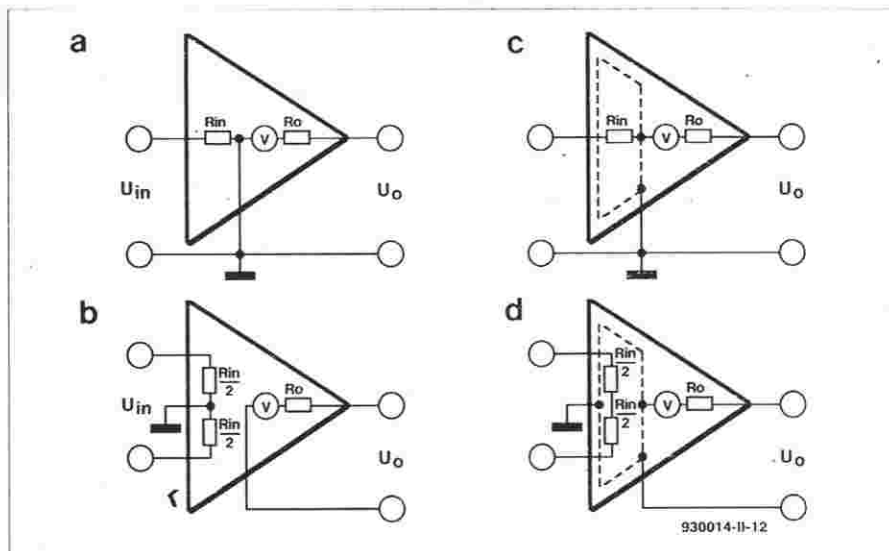 a
Rin
V
Ro
Uin
Uo
c
Rin
V
Ro
Uo
b
Rin
2
Rin
2
Uin
V
Ro
Uo
d
Rin
2
Rin
2
V
Ro
Uo
930014-II-12